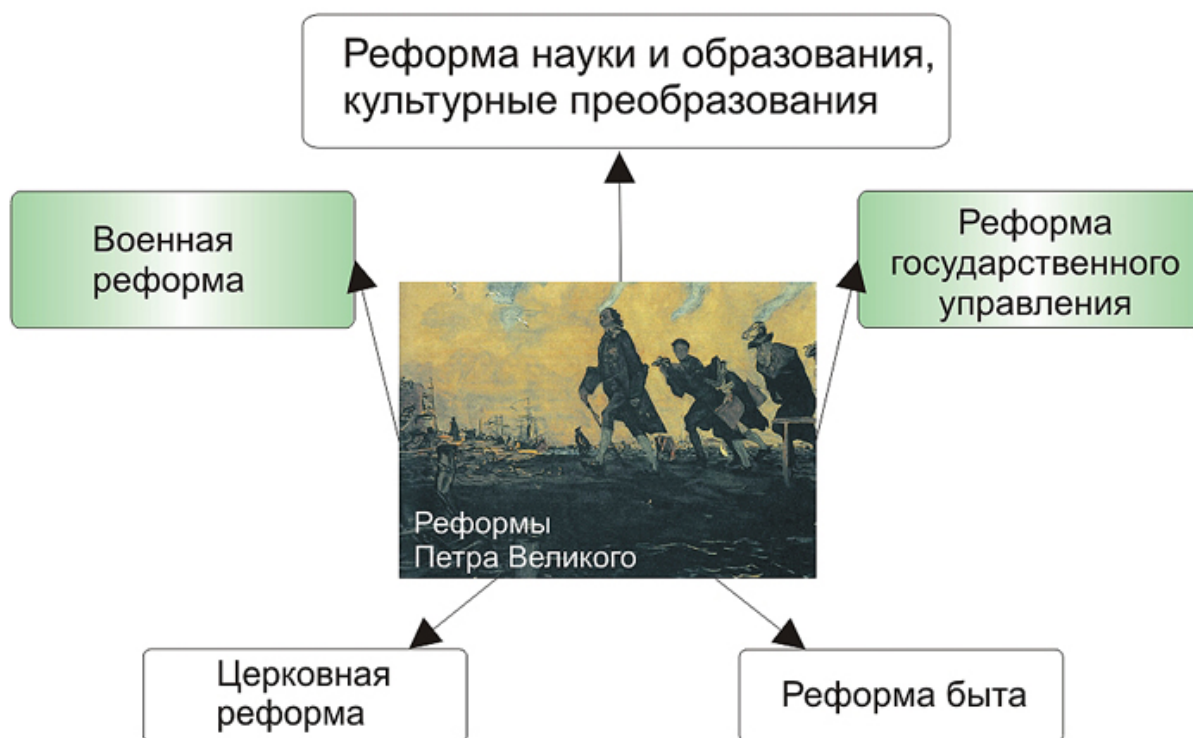 Реформа науки и образования,
культурные преобразования
Военная
реформа
Реформа
государственного
управления
Реформы
Петра Великого
Церковная
реформа
Реформа быта